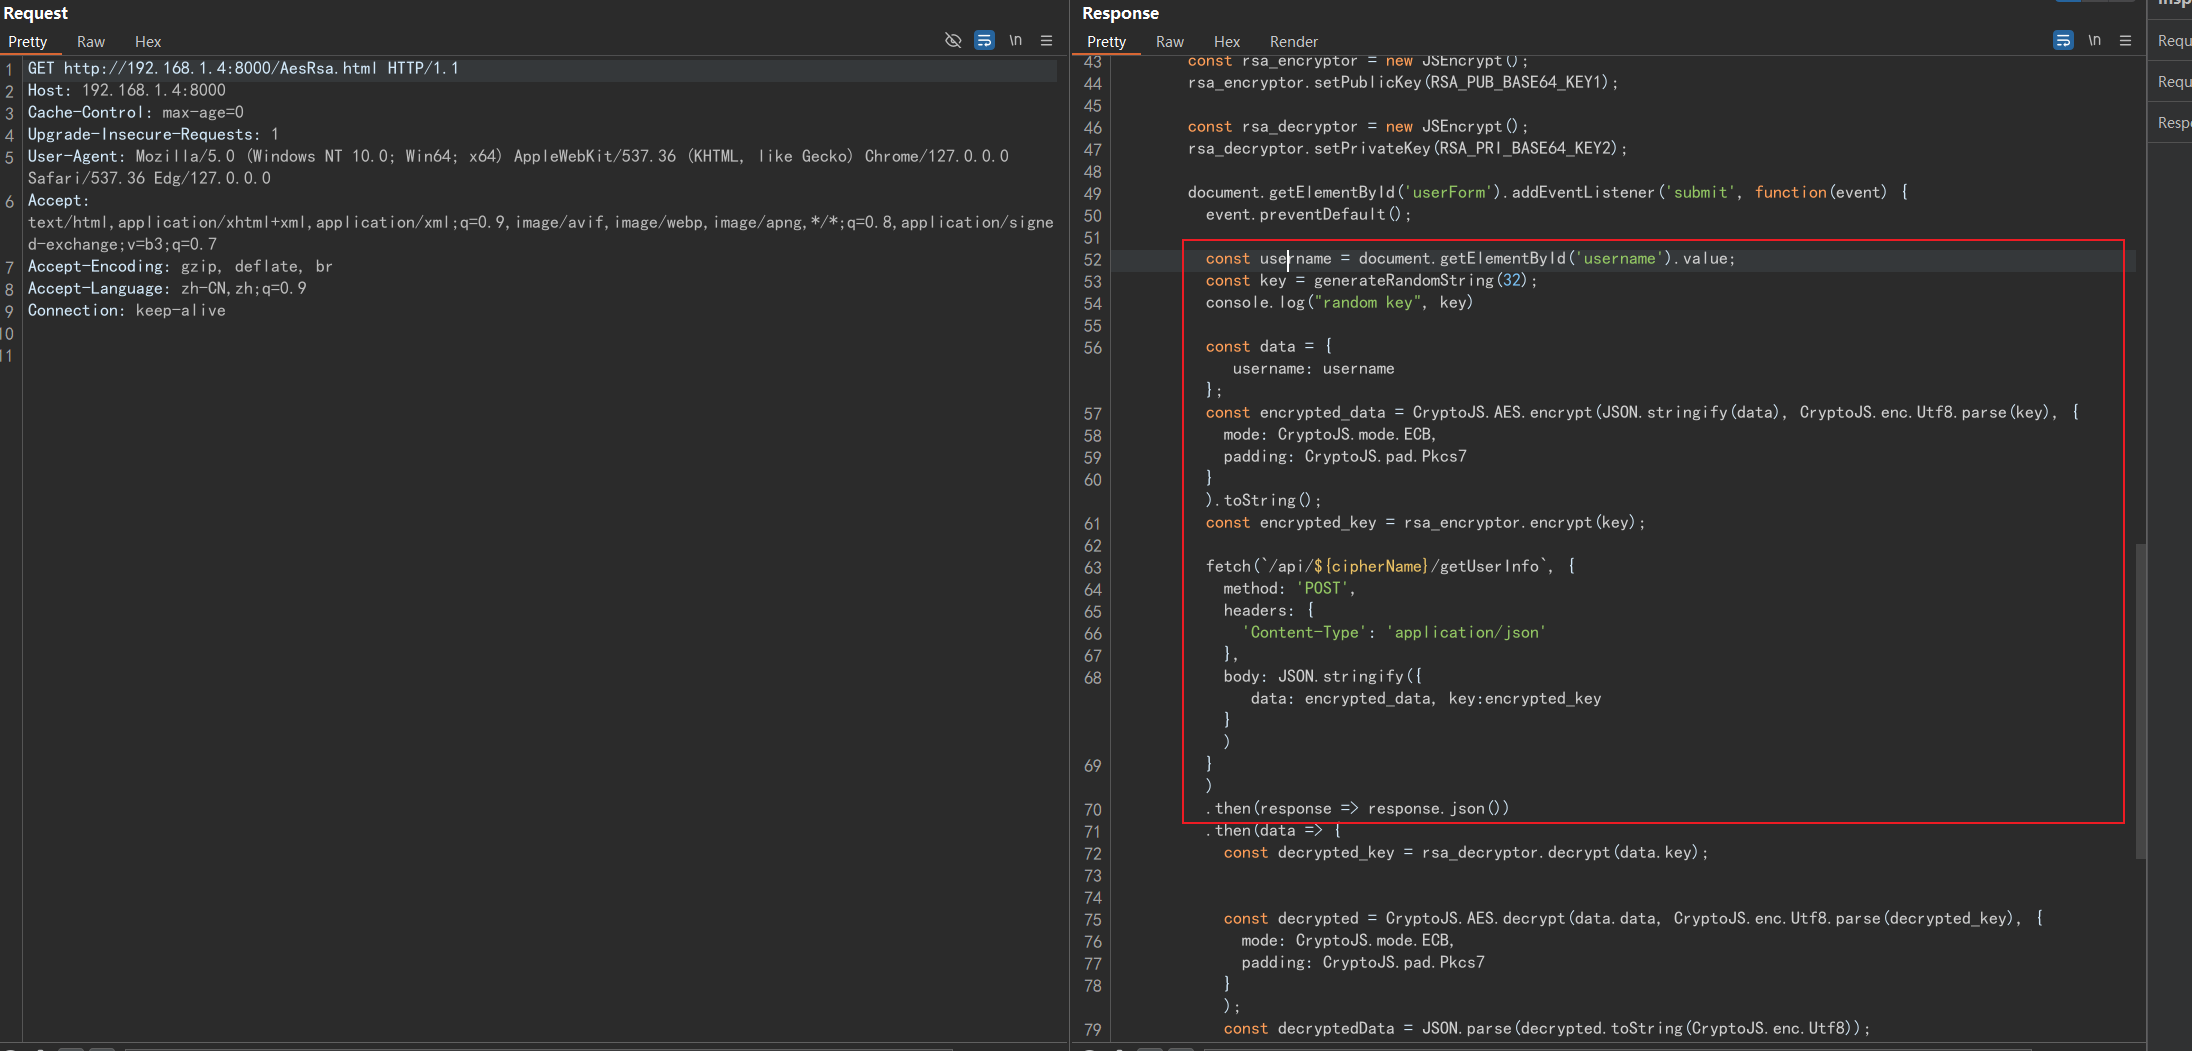 Request
Pretty Raw Hex
\n
1 GET http://192.168.1.4:8000/AesRsa.html HTTP/1.1
2 Host: 192.168.1.4:8000
3 Cache-Control: max-age=0
4 Upgrade-Insecure-Requests: 1
5 User-Agent: Mozilla/5.0 (Windows NT 10.0; Win64; x64) AppleWebKit/537.36 (KHTML, like Gecko) Chrome/127.0.0.0
Safari/537.36 Edg/127.0.0.0
6 Accept:
text/html,application/xhtml+xml,application/xml;q=0.9,image/avif,image/webp,image/apng,*/*;q=0.8,application/signe
d-exchange;v=b3;q=0.7
7 Accept-Encoding: gzip, deflate, br
8 Accept-Language: zh-CN,zh;q=0.9
9 Connection: keep-alive
10
11
Response
Pretty Raw Hex Render
\n
43 const rsa_encryptor = new JSEncrypt();
44 rsa_encryptor.setPublicKey(RSA_PUB_BASE64_KEY1);
45
46 const rsa_decryptor = new JSEncrypt();
47 rsa_decryptor.setPrivateKey(RSA_PRI_BASE64_KEY2);
48
49 document.getElementById('userForm').addEventListener('submit', function(event) {
50 event.preventDefault();
51
52 const username = document.getElementById('username').value;
53 const key = generateRandomString(32);
54 console.log("random key", key)
55
56 const data = {
username: username
};
57 const encrypted_data = CryptoJS.AES.encrypt(JSON.stringify(data), CryptoJS.enc.Utf8.parse(key), {
58 mode: CryptoJS.mode.ECB,
59 padding: CryptoJS.pad.Pkcs7
60 }
).toString();
61 const encrypted_key = rsa_encryptor.encrypt(key);
62
63 fetch(`/api/${cipherName}/getUserInfo`, {
64 method: 'POST',
65 headers: {
66 'Content-Type': 'application/json'
67 },
68 body: JSON.stringify({
data: encrypted_data, key:encrypted_key
}
)
69 }
)
70 .then(response => response.json())
71 .then(data => {
72 const decrypted_key = rsa_decryptor.decrypt(data.key);
73
74
75 const decrypted = CryptoJS.AES.decrypt(data.data, CryptoJS.enc.Utf8.parse(decrypted_key), {
76 mode: CryptoJS.mode.ECB,
77 padding: CryptoJS.pad.Pkcs7
78 }
);
79 const decryptedData = JSON.parse(decrypted.toString(CryptoJS.enc.Utf8));
Requ
Requ
Respo